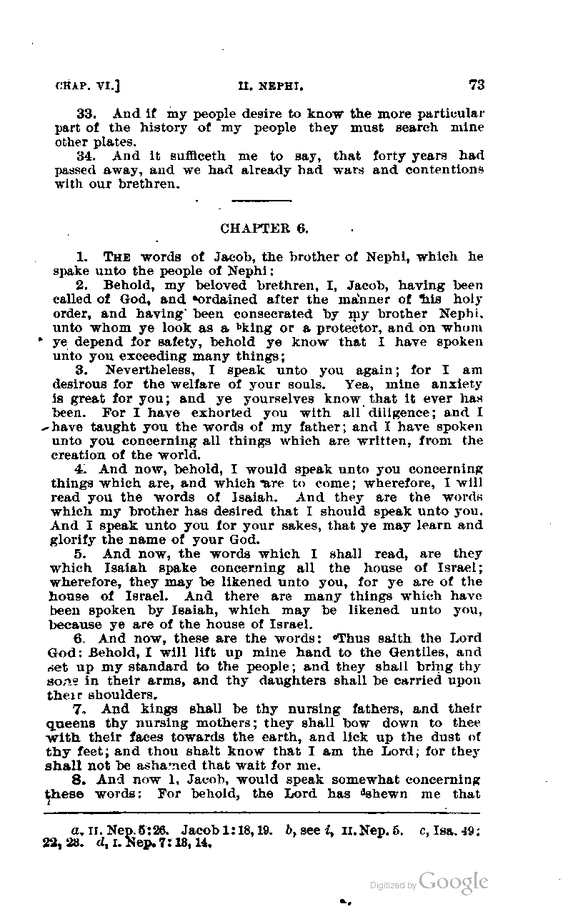 CHAP. VI.] II. NEPHI. 73
33. And if my people desire to know the more particular
part of the history of my people they must search mine
other plates.
34. And it sufficeth me to say, that forty years had
passed away, and we had already had wars and contentions
with our brethren.
CHAPTER 6.
1. THE words of Jacob, the brother of Nephi, which he
spake unto the people of Nephi:
2. Behold, my beloved brethren, I, Jacob, having been
called of God, and ᵃordained after the manner of his holy
order, and having been consecrated by my brother Nephi,
unto whom ye look as a ᵇking or a protector, and on whom
ye depend for safety, behold ye know that I have spoken
unto you exceeding many things;
3. Nevertheless, I speak unto you again; for I am
desirous for the welfare of your souls. Yea, mine anxiety
is great for you; and ye yourselves know that it ever has
been. For I have exhorted you with all diligence; and I
have taught you the words of my father; and I have spoken
unto you concerning all things which are written, from the
creation of the world.
4. And now, behold, I would speak unto you concerning
things which are, and which are to come; wherefore, I will
read you the words of Isaiah. And they are the words
which my brother has desired that I should speak unto you.
And I speak unto you for your sakes, that ye may learn and
glorify the name of your God.
5. And now, the words which I shall read, are they
which Isaiah spake concerning all the house of Israel;
wherefore, they may be likened unto you, for ye are of the
house of Israel. And there are many things which have
been spoken by Isaiah, which may be likened unto you,
because ye are of the house of Israel.
6. And now, these are the words: ᶜThus saith the Lord
God: Behold, I will lift up mine hand to the Gentiles, and
set up my standard to the people; and they shall bring thy
sons in their arms, and thy daughters shall be carried upon
their shoulders.
7. And kings shall be thy nursing fathers, and their
queens thy nursing mothers; they shall bow down to thee
with their faces towards the earth, and lick up the dust of
thy feet; and thou shalt know that I am the Lord; for they
shall not be ashamed that wait for me.
8. And now I, Jacob, would speak somewhat concerning
these words: For behold, the Lord has ᵈshewn me that
a, II. Nep. 5:26. Jacob 1:18, 19. b, see i, II. Nep. 5. c, Isa. 49:
22, 23. d, I. Nep. 7:13, 14.
Digitized by Google